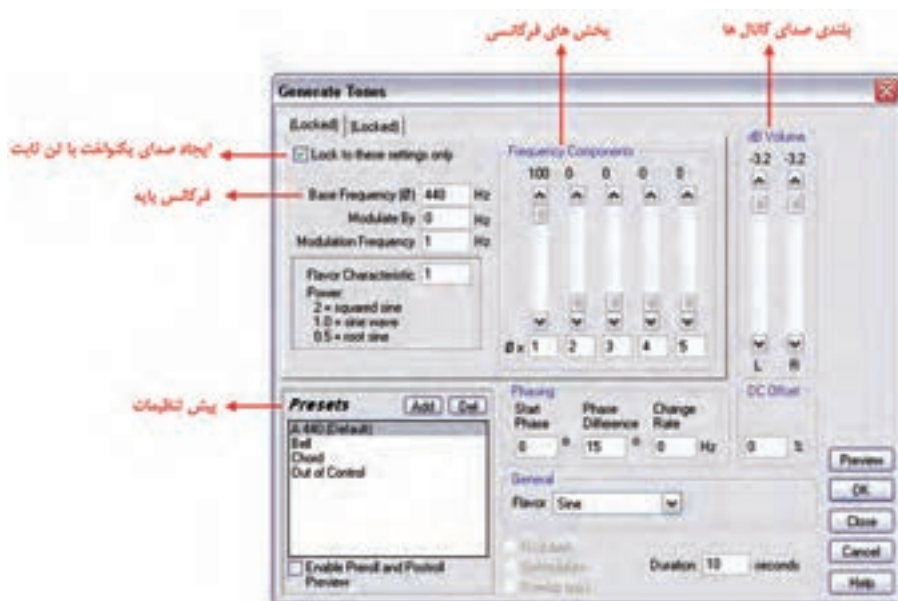 بلندی صدای کانال ها
بخش های فرکانسی
Generate Tones
(Locked) (Locked)
ایجاد صدای یکنواخت با تن ثابت
Lock to these settings only
فرکانس پایه
Base Frequency (Ø) 440 Hz
Modulate By 0 Hz
Modulation Frequency 1 Hz
Flavor Characteristic 1
Power:
2 = squared sine
1.0 = sine wave
0.5 = root sine
Frequency Components
100 0 0 0 0
Ø x 1 2 3 4 5
dB Volume
-3.2 -3.2
L R
پیش تنظیمات
Presets Add Del
A 440 (Default)
Bell
Chord
Out of Control
Enable Preroll and Postroll
Preview
Phasing
Start Phase
Phase Difference
Change Rate
0 ° 15 ° 0 Hz
DC Offset
0 %
General
Flavor Sine
Duration 10 seconds
Preview
OK
Close
Cancel
Help